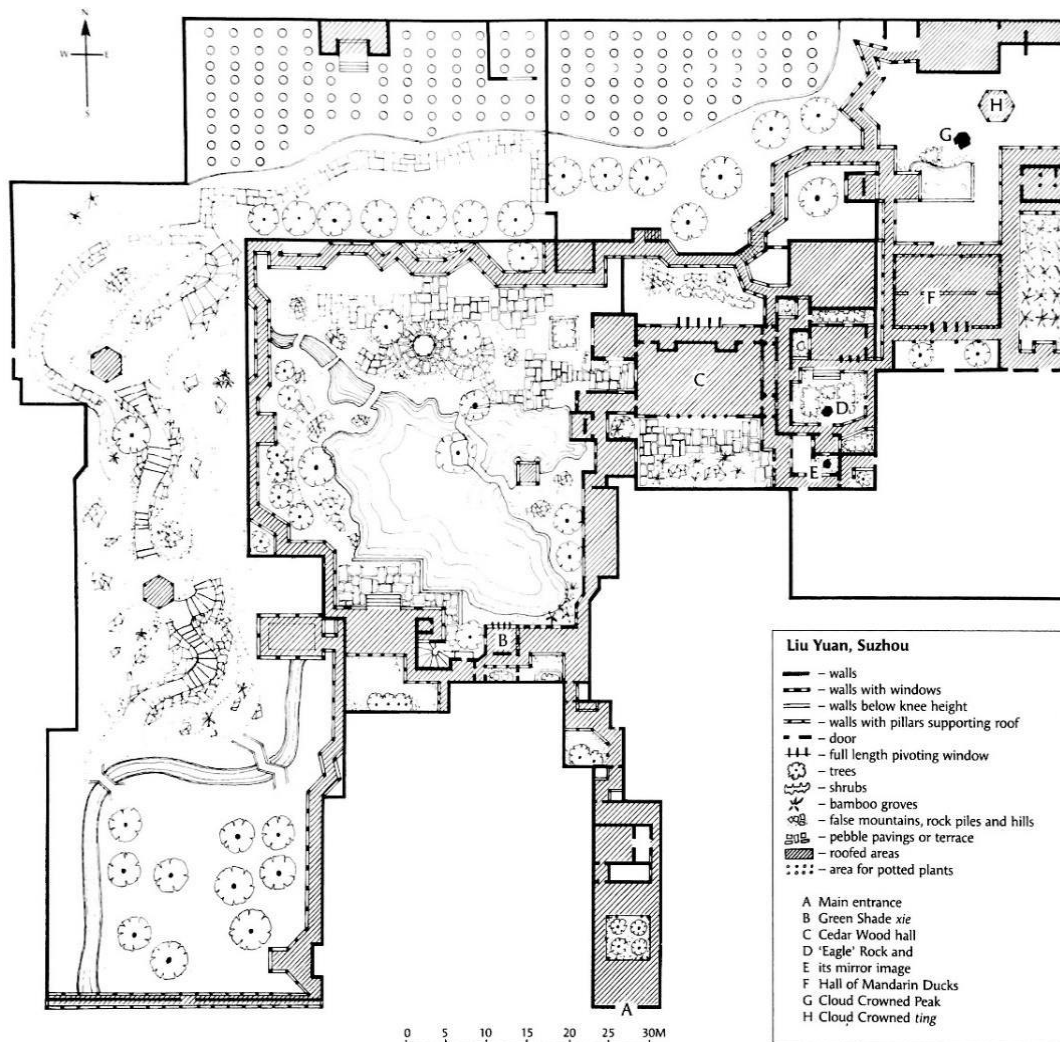 N
W
E
S
H
G
F
C
D
E
B
A
0 5 10 15 20 25 30M
Liu Yuan, Suzhou
– walls
– walls with windows
– walls below knee height
– walls with pillars supporting roof
– door
– full length pivoting window
– trees
– shrubs
– bamboo groves
– false mountains, rock piles and hills
– pebble pavings or terrace
– roofed areas
– area for potted plants
A Main entrance
B Green Shade xie
C Cedar Wood hall
D 'Eagle' Rock and
E its mirror image
F Hall of Mandarin Ducks
G Cloud Crowned Peak
H Cloud Crowned ting